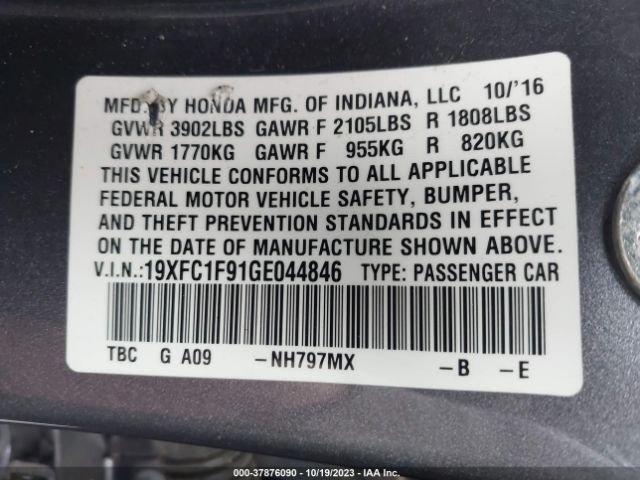 MFD. BY HONDA MFG. OF INDIANA, LLC 10/'16
GVWR 3902LBS GAWR F 2105LBS R 1808LBS
GVWR 1770KG GAWR F 955KG R 820KG
THIS VEHICLE CONFORMS TO ALL APPLICABLE
FEDERAL MOTOR VEHICLE SAFETY, BUMPER,
AND THEFT PREVENTION STANDARDS IN EFFECT
ON THE DATE OF MANUFACTURE SHOWN ABOVE.
V.I.N.:19XFC1F91GE044846 TYPE: PASSENGER CAR
TBC G A09 -NH797MX -B -E
000-37876090 - 10/19/2023 - IAA Inc.